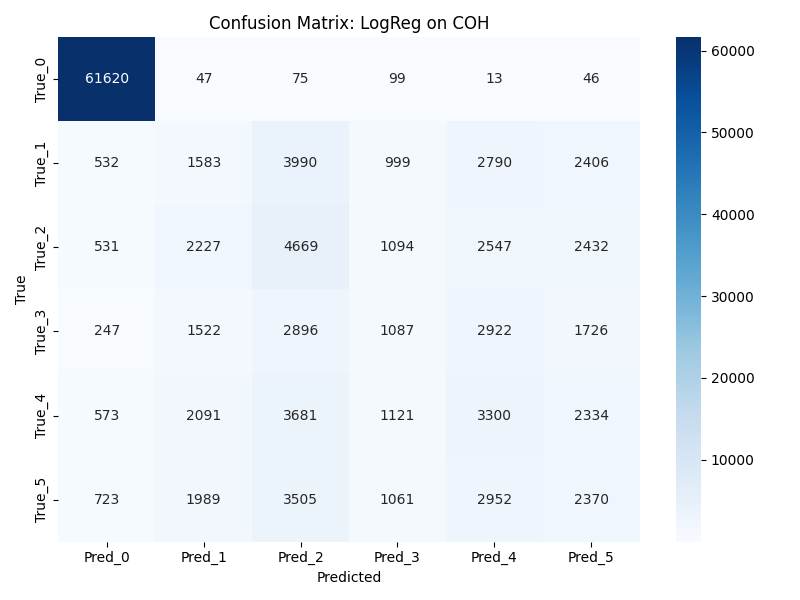 Confusion Matrix: LogReg on COH
True_0 61620 47 75 99 13 46
True_1 532 1583 3990 999 2790 2406
True_2 531 2227 4669 1094 2547 2432
True_3 247 1522 2896 1087 2922 1726
True_4 573 2091 3681 1121 3300 2334
True_5 723 1989 3505 1061 2952 2370
Pred_0 Pred_1 Pred_2 Pred_3 Pred_4 Pred_5
Predicted
True
60000
50000
40000
30000
20000
10000